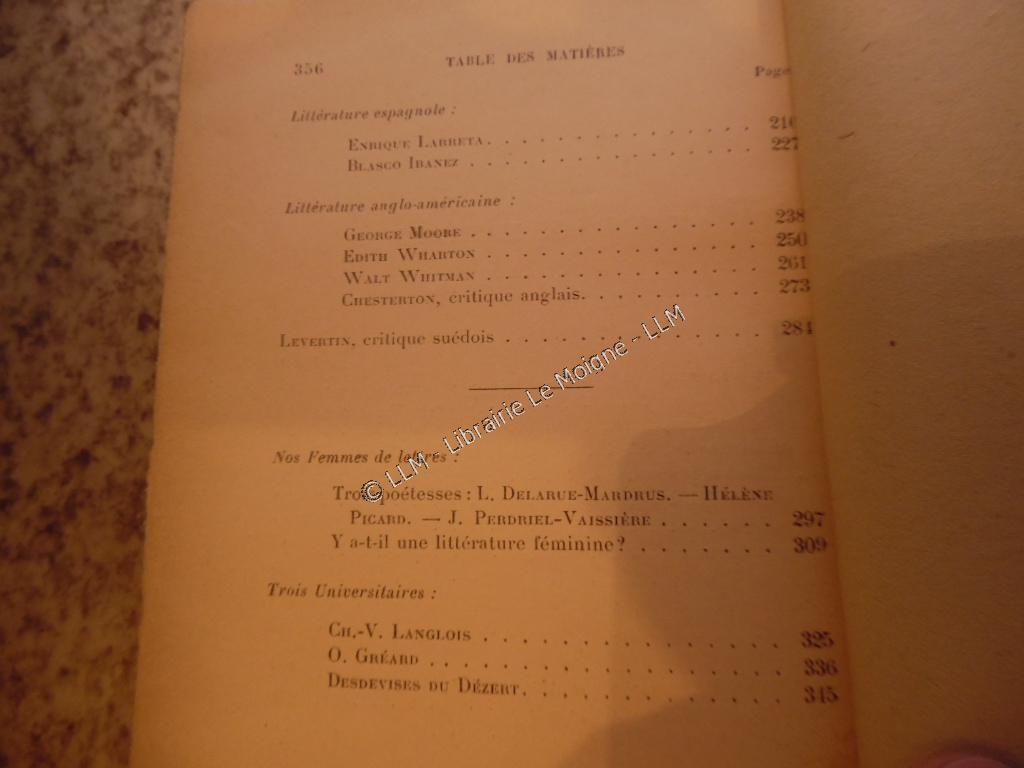 356 TABLE DES MATIÈRES
Page
Littérature espagnole :
ENRIQUE LARRETA. . . . . . . . . . . . . . 216
BLASCO IBANEZ . . . . . . . . . . . . . . . 227
Littérature anglo-américaine :
GEORGE MOORE . . . . . . . . . . . . . . . 238
EDITH WHARTON . . . . . . . . . . . . . . 250
WALT WHITMAN . . . . . . . . . . . . . . 261
CHESTERTON, critique anglais. . . . . . . . . . 273
LEVERTIN, critique suédois . . . . . . . . . . . . 284
Nos Femmes de lettres :
Trois poétesses : L. DELARUE-MARDRUS. — HÉLÈNE
PICARD. — J. PERDRIEL-VAISSIÈRE . . . . . . 297
Y a-t-il une littérature féminine ? . . . . . . . 309
Trois Universitaires :
CH.-V. LANGLOIS . . . . . . . . . . . . 325
O. GRÉARD . . . . . . . . . . . . . . . 336
DESDEVISES DU DÉZERT. . . . . . . . . . . 345
© LLM - Librairie Le Moigne - LLM